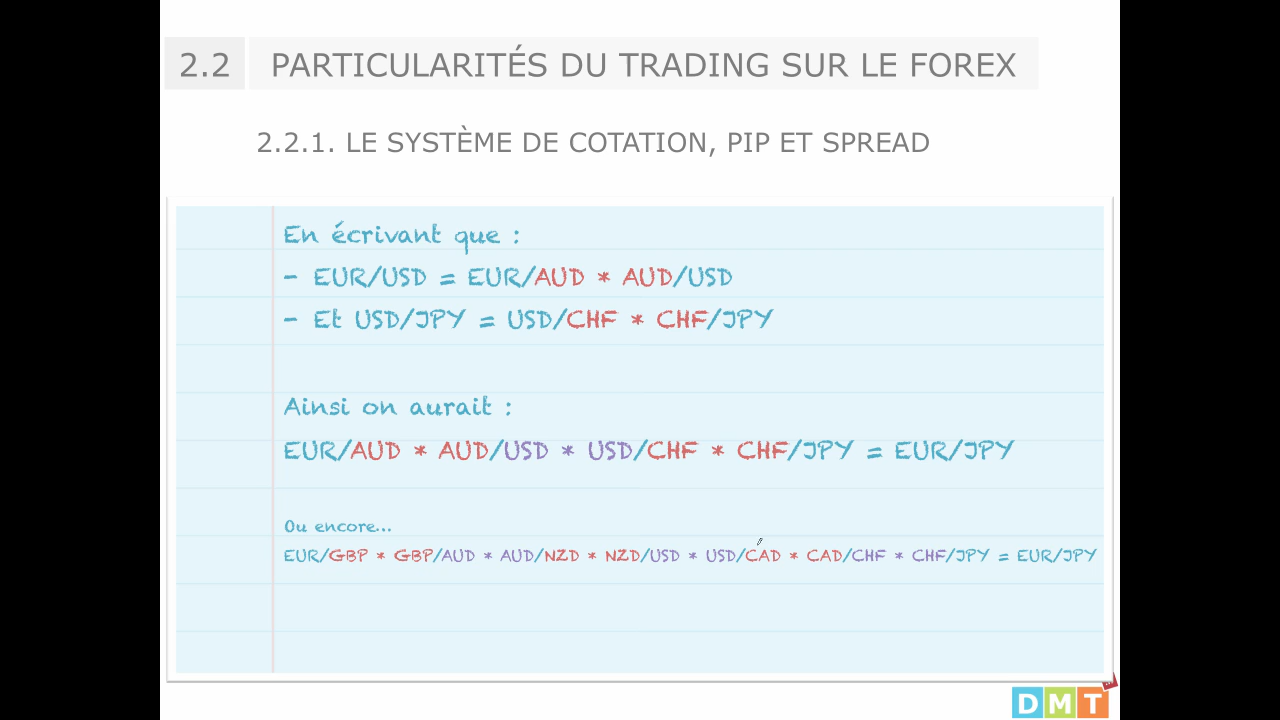 2.2 PARTICULARITÉS DU TRADING SUR LE FOREX
2.2.1. LE SYSTÈME DE COTATION, PIP ET SPREAD
En écrivant que :
- EUR/USD = EUR/AUD * AUD/USD
- Et USD/JPY = USD/CHF * CHF/JPY
Ainsi on aurait :
EUR/AUD * AUD/USD * USD/CHF * CHF/JPY = EUR/JPY
Ou encore...
EUR/GBP * GBP/AUD * AUD/NZD * NZD/USD * USD/CAD * CAD/CHF * CHF/JPY = EUR/JPY
DMT